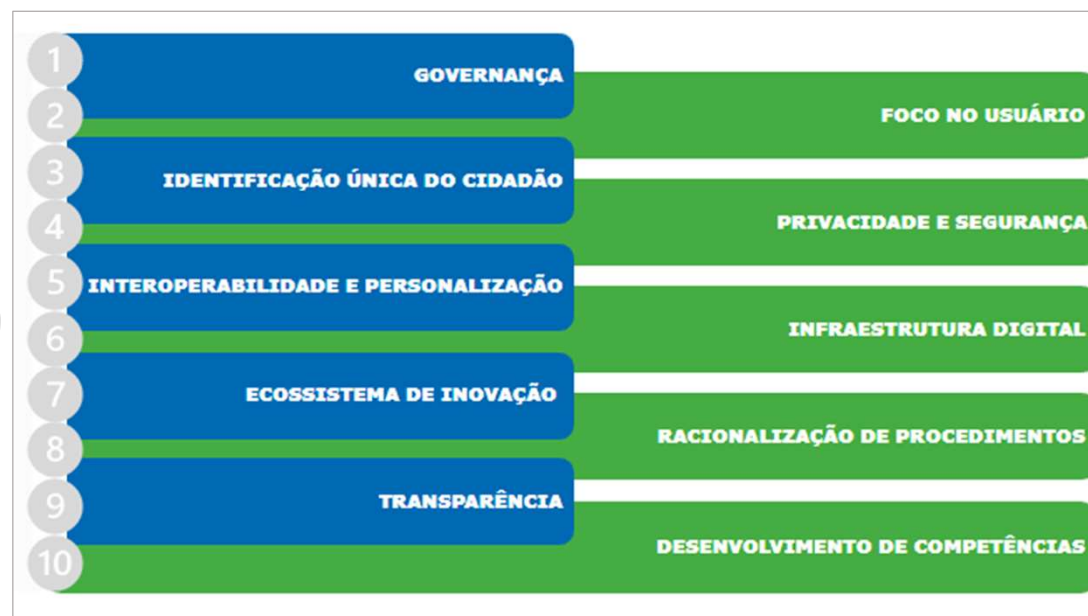 1
GOVERNANÇA
2
FOCO NO USUÁRIO
3
IDENTIFICAÇÃO ÚNICA DO CIDADÃO
4
PRIVACIDADE E SEGURANÇA
5
INTEROPERABILIDADE E PERSONALIZAÇÃO
6
INFRAESTRUTURA DIGITAL
7
ECOSSISTEMA DE INOVAÇÃO
8
RACIONALIZAÇÃO DE PROCEDIMENTOS
9
TRANSPARÊNCIA
10
DESENVOLVIMENTO DE COMPETÊNCIAS